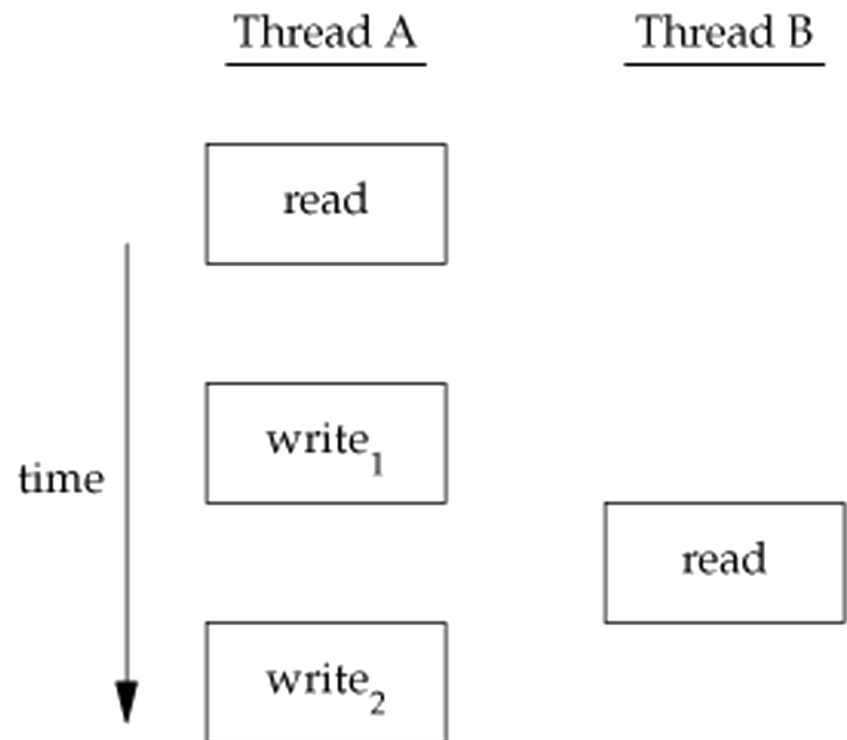 Thread A
Thread B
read
write₁
time
read
write₂